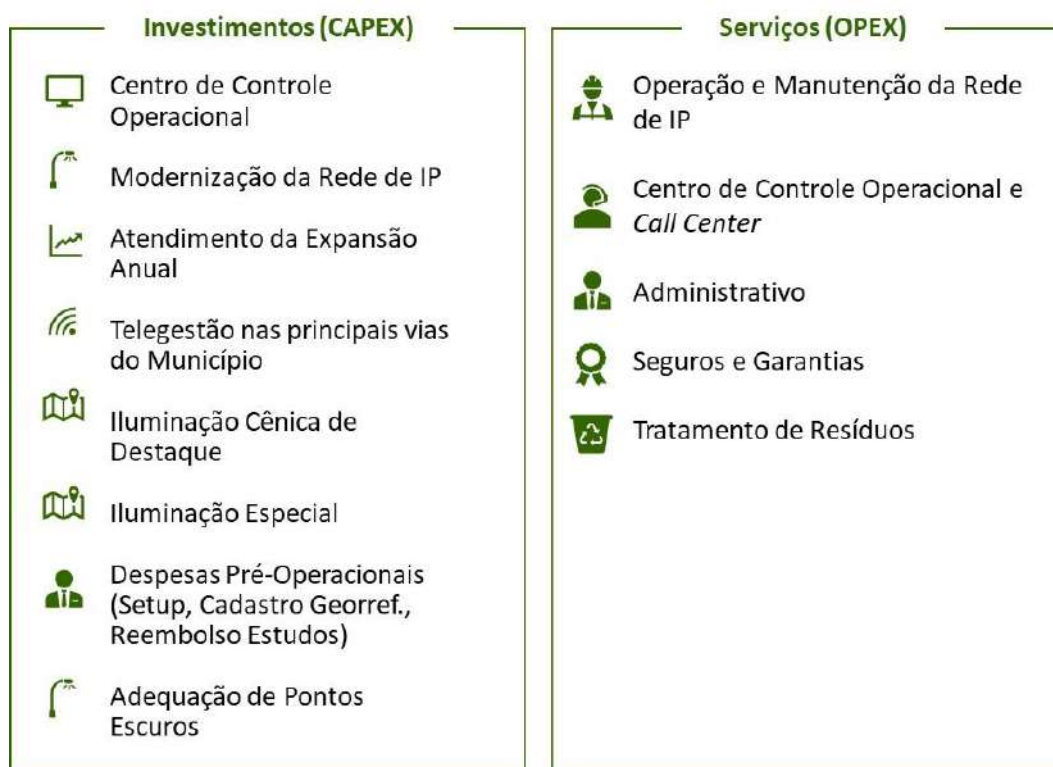 Investimentos (CAPEX)
Centro de Controle
Operacional
Modernização da Rede de IP
Atendimento da Expansão
Anual
Telegestão nas principais vias
do Município
Iluminação Cênica de
Destaque
Iluminação Especial
Despesas Pré-Operacionais
(Setup, Cadastro Georref.,
Reembolso Estudos)
Adequação de Pontos
Escuros
Serviços (OPEX)
Operação e Manutenção da Rede
de IP
Centro de Controle Operacional e
Call Center
Administrativo
Seguros e Garantias
Tratamento de Resíduos